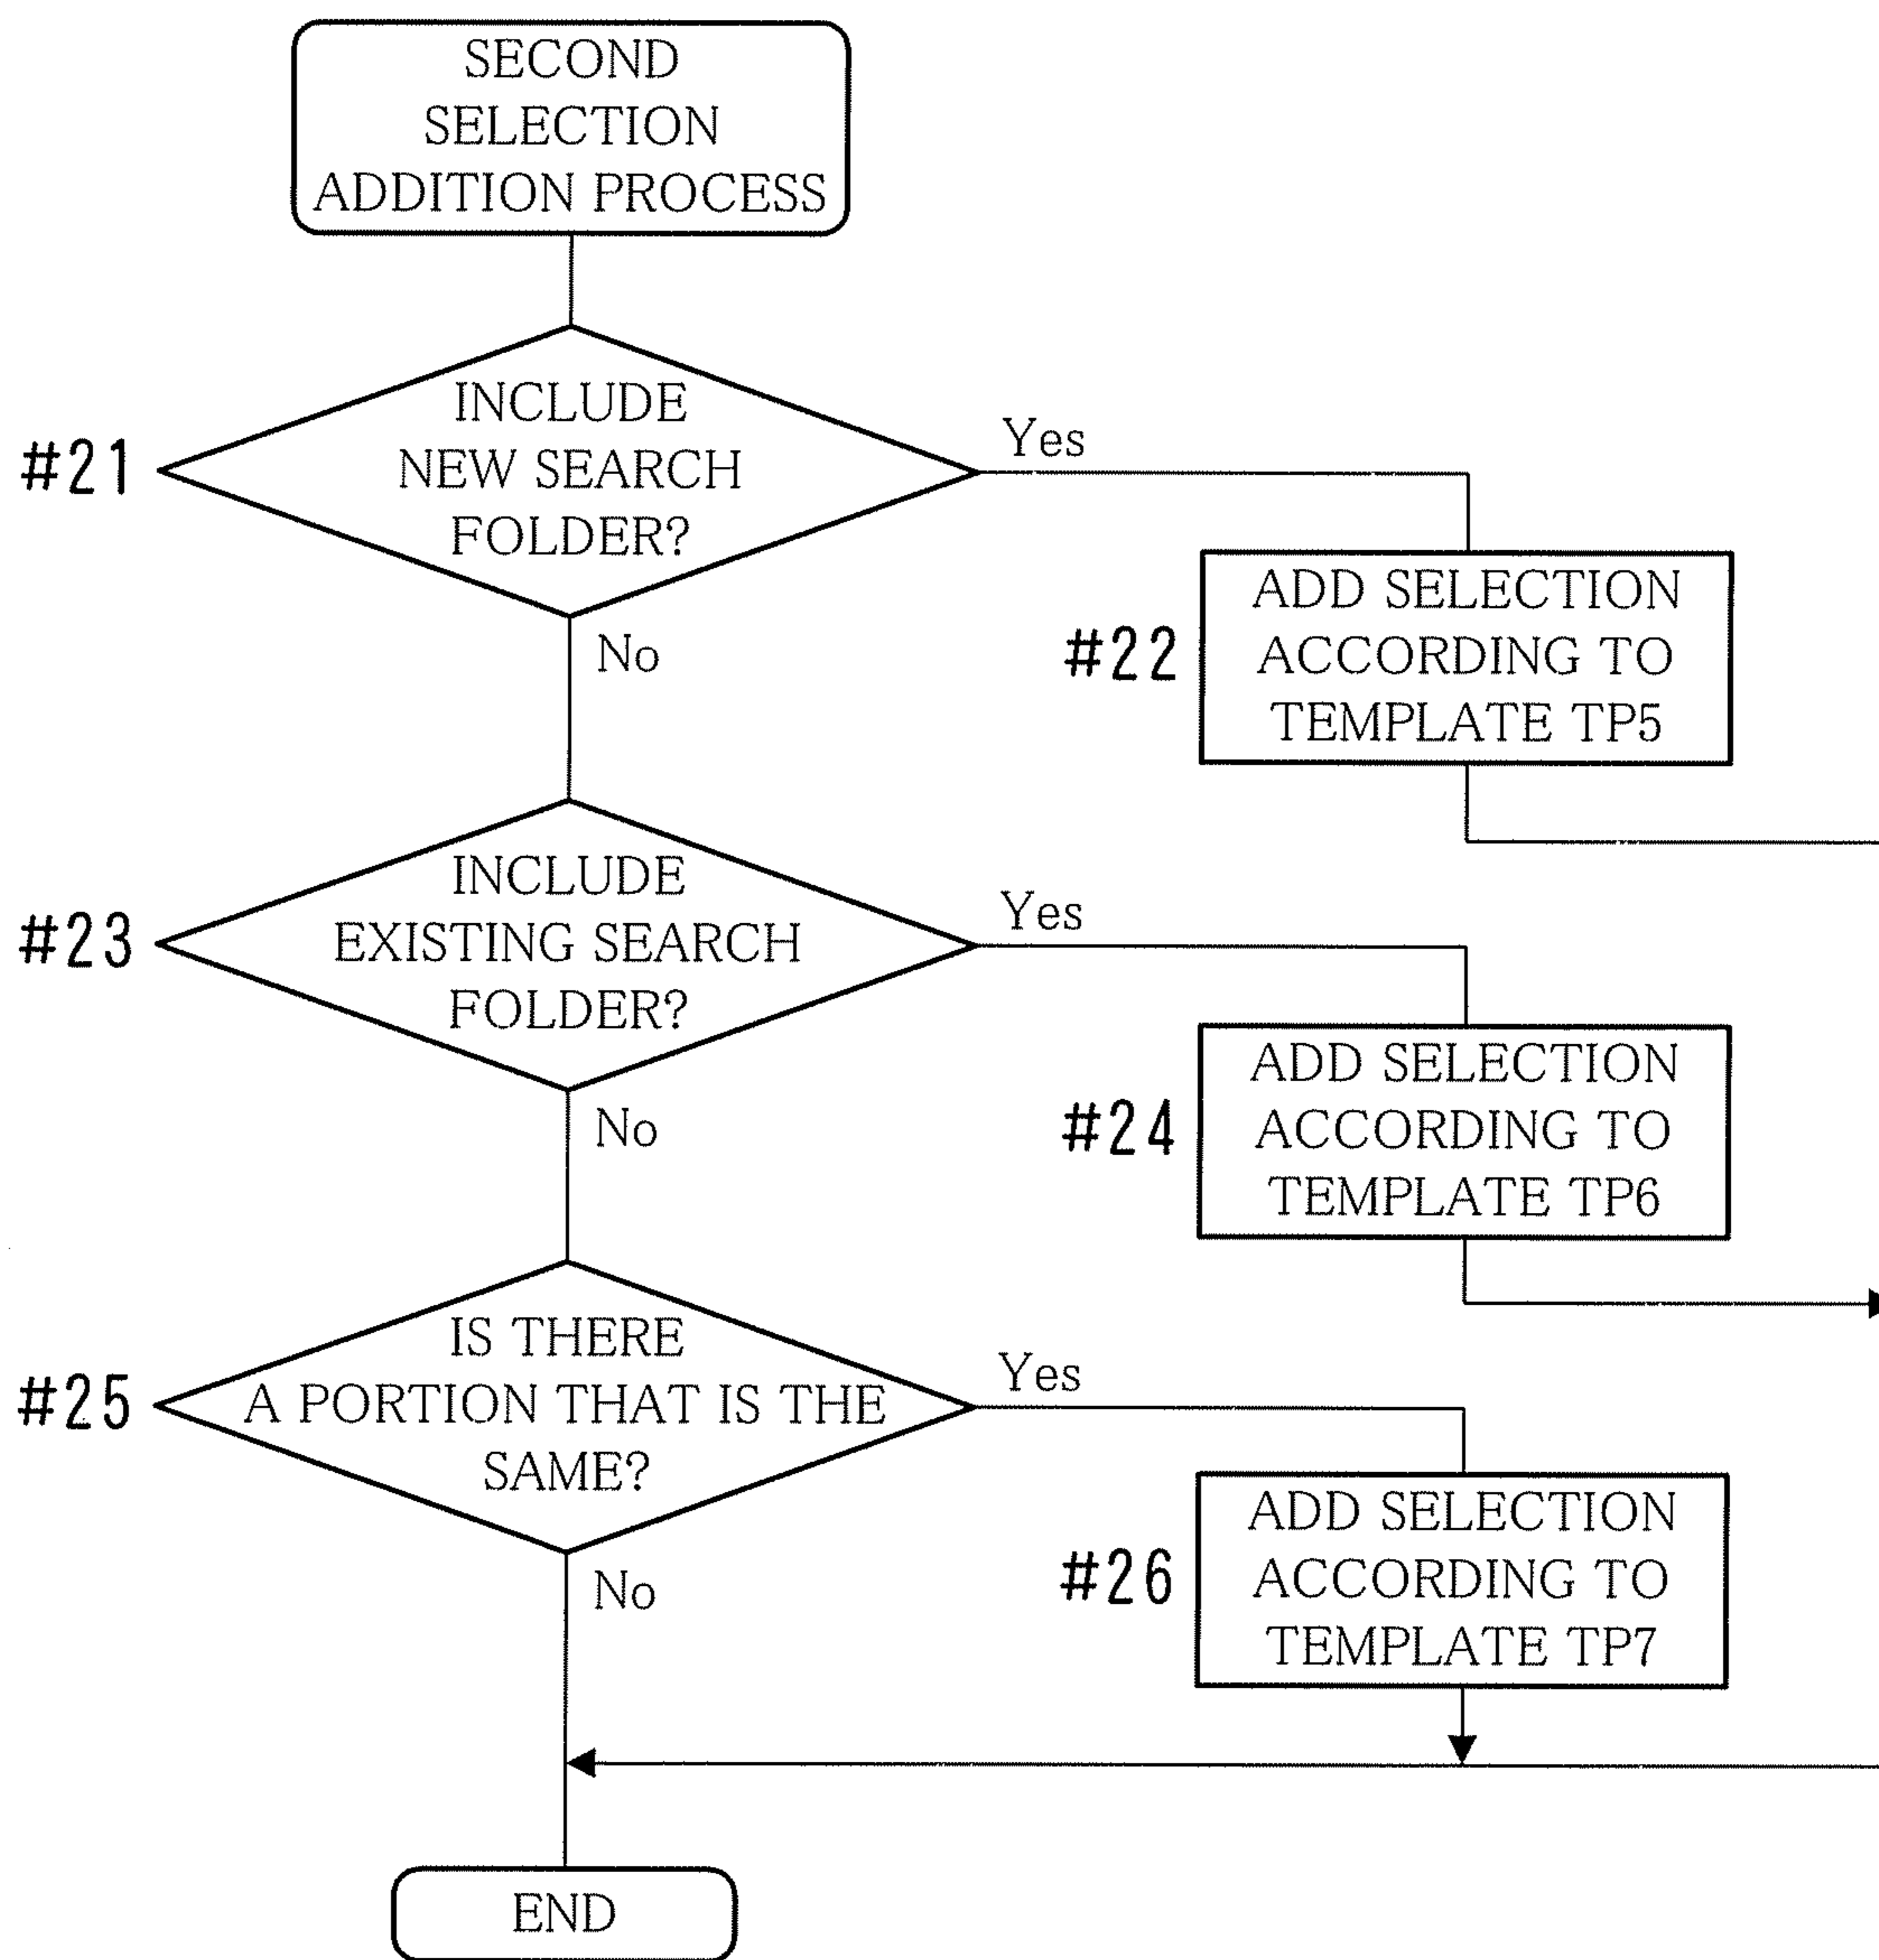 SECOND
SELECTION
ADDITION PROCESS
#21
INCLUDE
NEW SEARCH
FOLDER?
Yes
No
#22
ADD SELECTION
ACCORDING TO
TEMPLATE TP5
#23
INCLUDE
EXISTING SEARCH
FOLDER?
Yes
No
#24
ADD SELECTION
ACCORDING TO
TEMPLATE TP6
#25
IS THERE
A PORTION THAT IS THE
SAME?
Yes
No
#26
ADD SELECTION
ACCORDING TO
TEMPLATE TP7
END